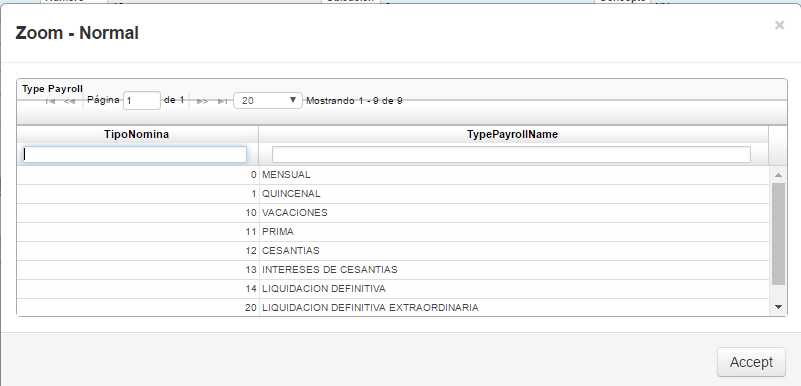 Zoom - Normal
×
Type Payroll
Página 1 de 1 20 Mostrando 1 - 9 de 9
TipoNomina TypePayrollName
0 MENSUAL
1 QUINCENAL
10 VACACIONES
11 PRIMA
12 CESANTIAS
13 INTERESES DE CESANTIAS
14 LIQUIDACION DEFINITIVA
20 LIQUIDACION DEFINITIVA EXTRAORDINARIA
Accept